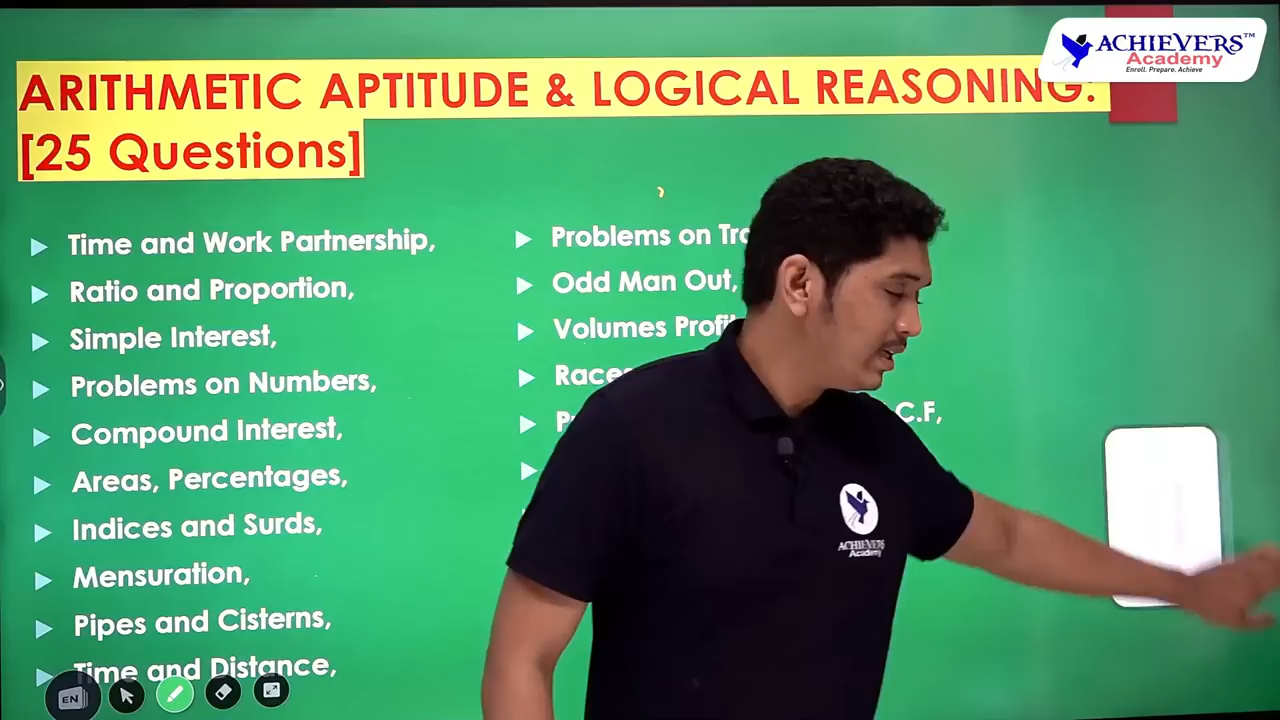 ACHIEVERS™
Academy
Enroll. Prepare. Achieve
ARITHMETIC APTITUDE & LOGICAL REASONING:
[25 Questions]
Time and Work Partnership,
Ratio and Proportion,
Simple Interest,
Problems on Numbers,
Compound Interest,
Areas, Percentages,
Indices and Surds,
Mensuration,
Pipes and Cisterns,
Time and Distance,
Problems on
Odd Man Out,
Volumes
C.F,
ACHIEVERS
Academy
EN